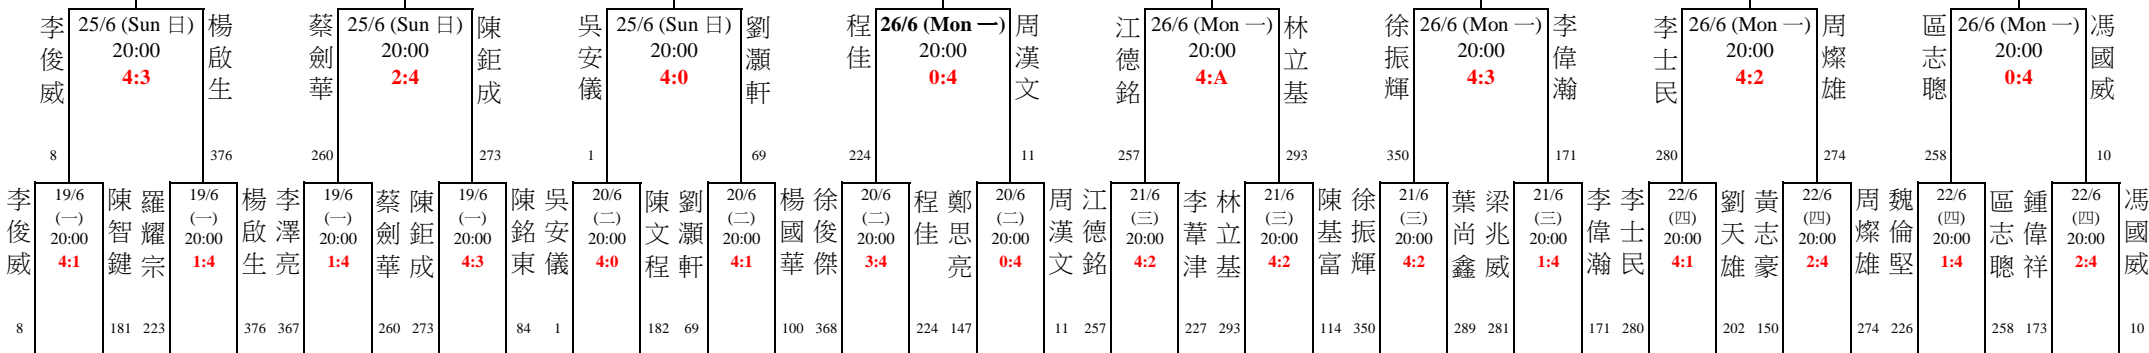 李俊威 25/6 (Sun 日) 20:00 4:3 楊啟生
蔡劍華 25/6 (Sun 日) 20:00 2:4 陳鉅成
吳安儀 25/6 (Sun 日) 20:00 4:0 劉灝軒
程佳 26/6 (Mon 一) 20:00 0:4 周漢文
江德銘 26/6 (Mon 一) 20:00 4:A 林立基
徐振輝 26/6 (Mon 一) 20:00 4:3 李偉瀚
李士民 26/6 (Mon 一) 20:00 4:2 周燦雄
區志聰 26/6 (Mon 一) 20:00 0:4 馮國威
8 376 260 273 1 69 224 11 257 293 350 171 280 274 258 10
李俊威 19/6 (一) 20:00 4:1 陳智鍵
羅耀宗 19/6 (一) 20:00 1:4 楊啟生
李澤亮 19/6 (一) 20:00 1:4 蔡劍華
陳鉅成 19/6 (一) 20:00 4:3 陳銘東
吳安儀 20/6 (二) 20:00 4:0 陳文程
劉灝軒 20/6 (二) 20:00 4:1 楊國華
徐俊傑 20/6 (二) 20:00 3:4 程佳
鄭思亮 20/6 (二) 20:00 0:4 周漢文
江德銘 21/6 (三) 20:00 4:2 李葦津
林立基 21/6 (三) 20:00 4:2 陳基富
徐振輝 21/6 (三) 20:00 4:2 葉尚鑫
梁兆威 21/6 (三) 20:00 1:4 李偉瀚
李士民 22/6 (四) 20:00 4:1 劉天雄
黃志豪 22/6 (四) 20:00 2:4 周燦雄
魏倫堅 22/6 (四) 20:00 1:4 區志聰
鍾偉祥 22/6 (四) 20:00 2:4 馮國威
8 181 223 376 367 260 273 84 1 182 69 100 368 224 147 11 257 227 293 114 350 289 281 171 280 202 150 274 226 258 173 10